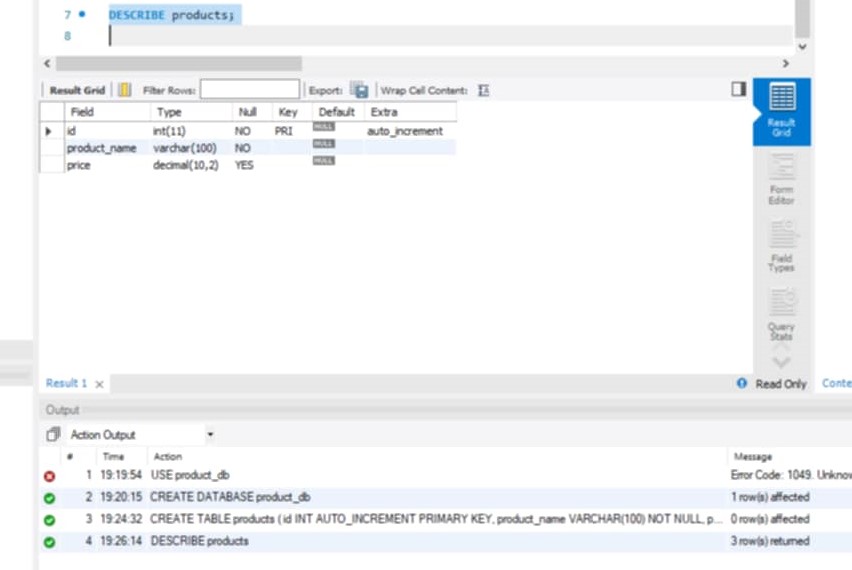 7 DESCRIBE products;
8
Result Grid Filter Rows: Export: Wrap Cell Content:
Field Type Null Key Default Extra
id int(11) NO PRI NULL auto_increment
product_name varchar(100) NO NULL
price decimal(10,2) YES NULL
Result
Grid
Form
Editor
Field
Types
Query
Stats
Result 1 Read Only Conte
Output
Action Output
# Time Action Message
1 19:19:54 USE product_db Error Code: 1049. Unknow
2 19:20:15 CREATE DATABASE product_db 1 row(s) affected
3 19:24:32 CREATE TABLE products ( id INT AUTO_INCREMENT PRIMARY KEY, product_name VARCHAR(100) NOT NULL, p... 0 row(s) affected
4 19:26:14 DESCRIBE products 3 row(s) returned